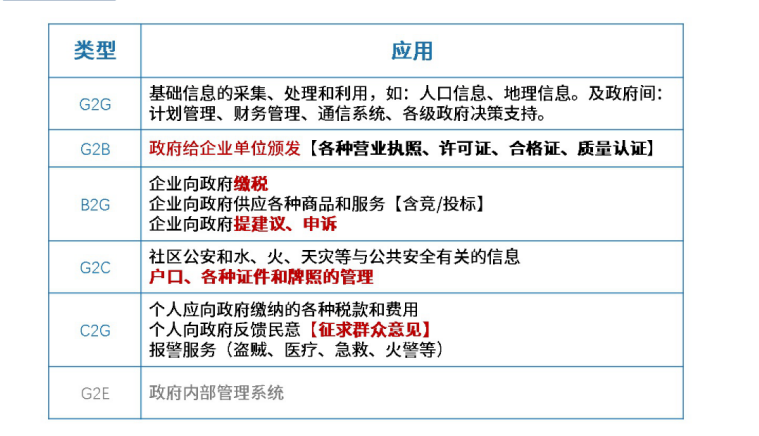 类型 应用
G2G
基础信息的采集、处理和利用，如：人口信息、地理信息。及政府间：
计划管理、财务管理、通信系统、各级政府决策支持。
G2B
政府给企业单位颁发【各种营业执照、许可证、合格证、质量认证】
B2G
企业向政府缴税
企业向政府供应各种商品和服务【含竞/投标】
企业向政府提建议、申诉
G2C
社区公安和水、火、天灾等与公共安全有关的信息
户口、各种证件和牌照的管理
C2G
个人应向政府缴纳的各种税款和费用
个人向政府反馈民意【征求群众意见】
报警服务（盗贼、医疗、急救、火警等）
G2E
政府内部管理系统